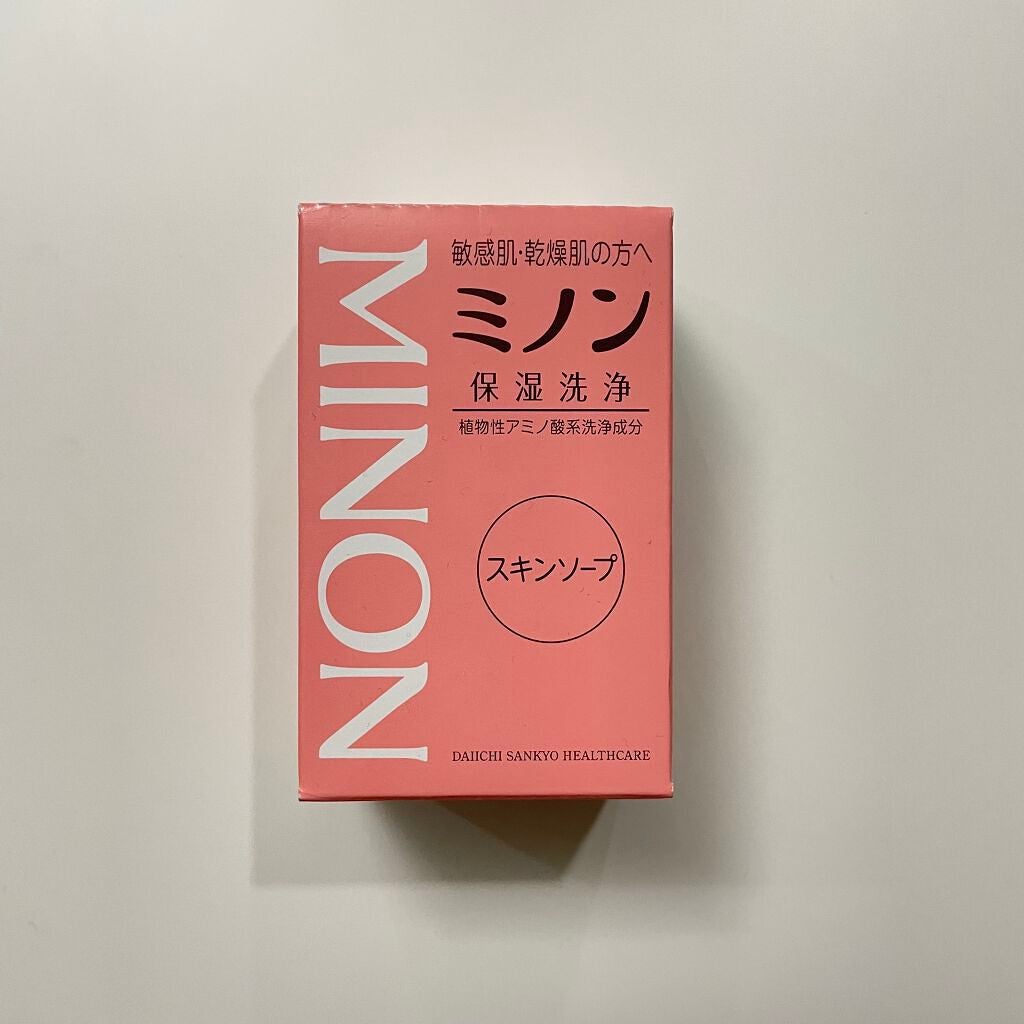 MINON
敏感肌・乾燥肌の方へ
ミノン
保湿洗浄
植物性アミノ酸系洗浄成分
スキンソープ
DAIICHI SANKYO HEALTHCARE